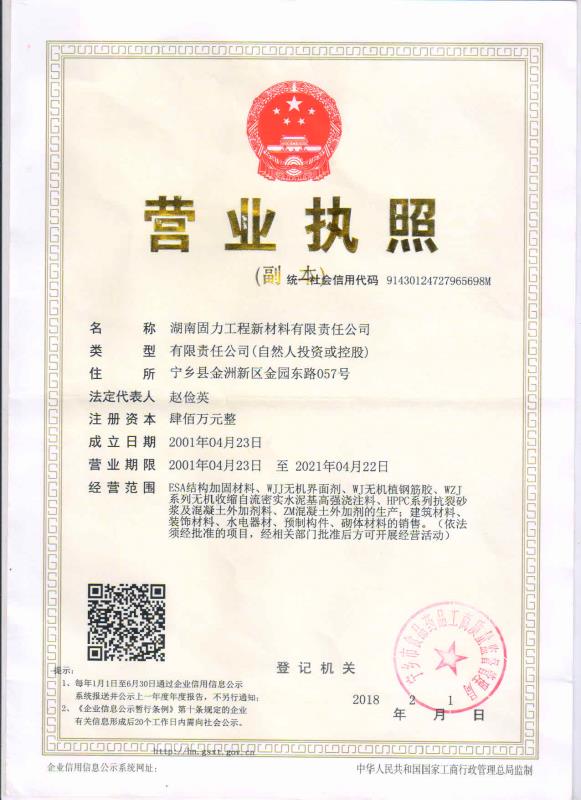 营业执照
(副 本)
统一社会信用代码 91430124727965698M
名 称 湖南固力工程新材料有限责任公司
类 型 有限责任公司(自然人投资或控股)
住 所 宁乡县金洲新区金园东路057号
法定代表人 赵俭英
注册资本 肆佰万元整
成立日期 2001年04月23日
营业期限 2001年04月23日 至 2021年04月22日
经营范围 ESA结构加固材料、WJJ无机界面剂、WJ无机植钢筋胶、WZJ
系列无机收缩自流密实水泥基高强浇注料、HPPC系列抗裂砂
浆及混凝土外加剂料、ZM混凝土外加剂的生产；建筑材料、
装饰材料、水电器材、预制构件、砌体材料的销售。（依法
须经批准的项目，经相关部门批准后方可开展经营活动）
登记机关
宁乡市食品药品工商质量监督管理局
2018 2 1
年 月 日
提示：
1、每年1月1日至6月30日通过企业信用信息公示
系统报送并公示上一年度年度报告，不另行通知；
2、《企业信息公示暂行条例》第十条规定的企业
有关信息形成后20个工作日内需向社会公示。
http://hn.gsxt.gov.cn
企业信用信息公示系统网址：
中华人民共和国国家工商行政管理总局监制